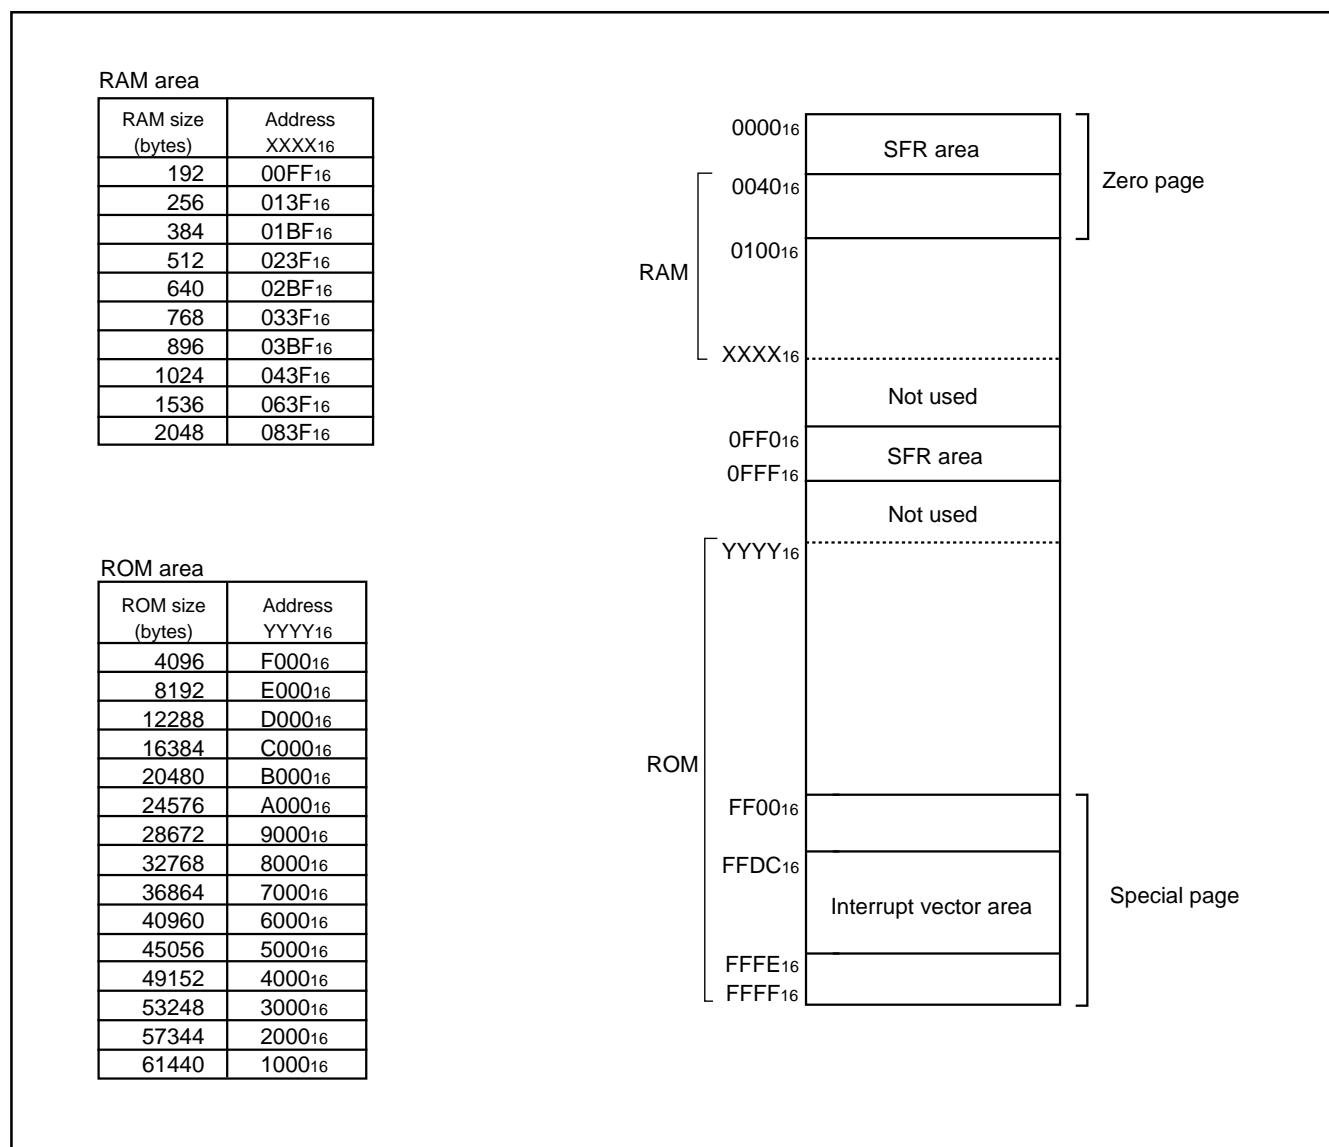 RAM area
RAM size (bytes) Address XXXX16
192 00FF16
256 013F16
384 01BF16
512 023F16
640 02BF16
768 033F16
896 03BF16
1024 043F16
1536 063F16
2048 083F16
ROM area
ROM size (bytes) Address YYYY16
4096 F00016
8192 E00016
12288 D00016
16384 C00016
20480 B00016
24576 A00016
28672 900016
32768 800016
36864 700016
40960 600016
45056 500016
49152 400016
53248 300016
57344 200016
61440 100016
000016
SFR area
Zero page
004016
010016
RAM
XXXX16
Not used
0FF016
SFR area
0FFF16
Not used
YYYY16
ROM
FF0016
FFDC16
Interrupt vector area
Special page
FFFE16
FFFF16